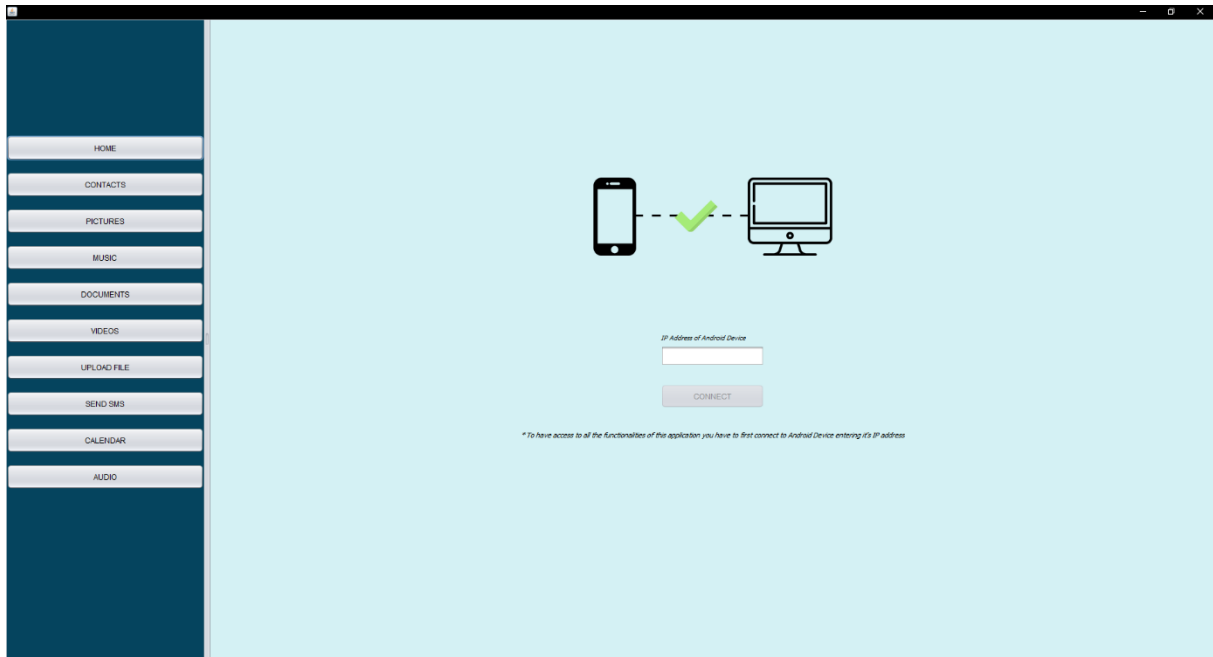 HOME
CONTACTS
PICTURES
MUSIC
DOCUMENTS
VIDEOS
UPLOAD FILE
SEND SMS
CALENDAR
AUDIO
IP Address of Android Device
CONNECT
* To have access to all the functionalities of this application you have to first connect to Android Device entering it's IP address